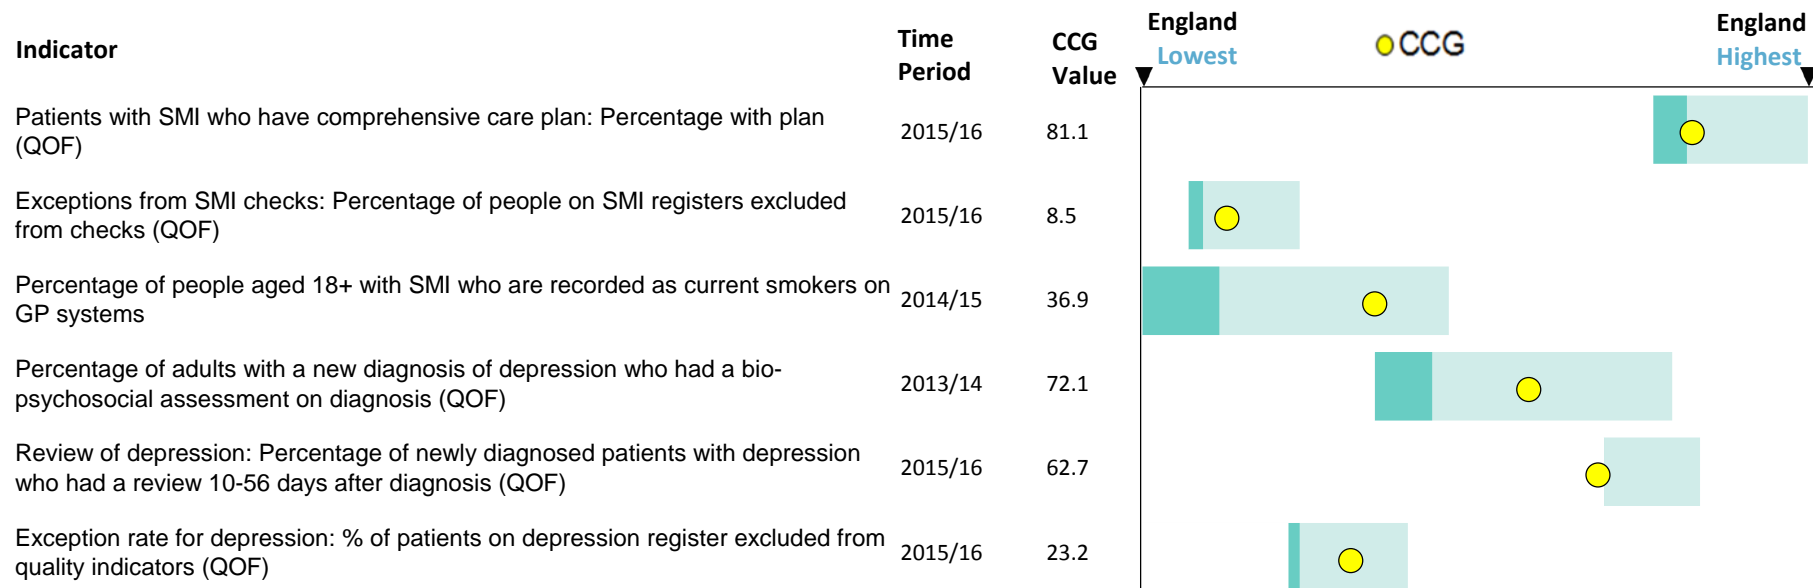 Indicator
Time Period
CCG Value
England Lowest
CCG
England Highest
Patients with SMI who have comprehensive care plan: Percentage with plan
(QOF)
2015/16
81.1
Exceptions from SMI checks: Percentage of people on SMI registers excluded
from checks (QOF)
2015/16
8.5
Percentage of people aged 18+ with SMI who are recorded as current smokers on
GP systems
2014/15
36.9
Percentage of adults with a new diagnosis of depression who had a bio-
psychosocial assessment on diagnosis (QOF)
2013/14
72.1
Review of depression: Percentage of newly diagnosed patients with depression
who had a review 10-56 days after diagnosis (QOF)
2015/16
62.7
Exception rate for depression: % of patients on depression register excluded from
quality indicators (QOF)
2015/16
23.2